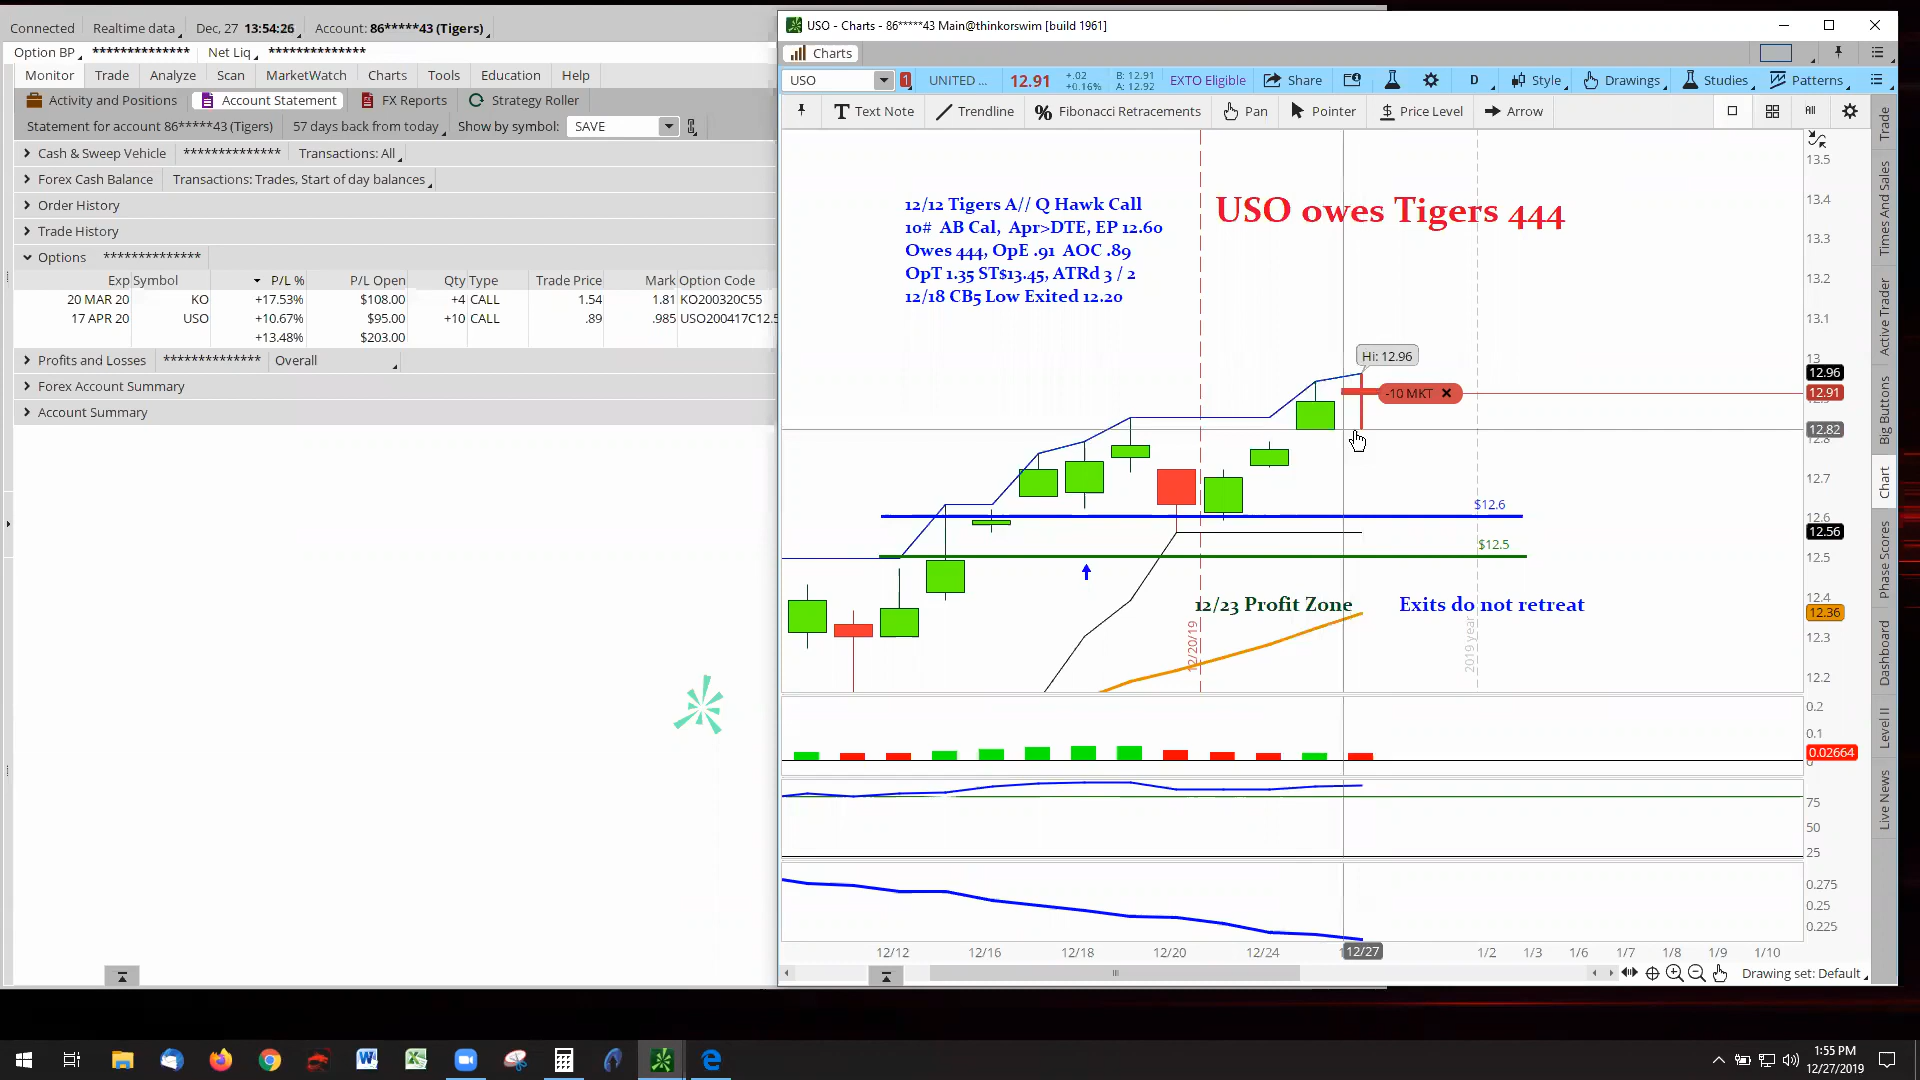 Connected Realtime data Dec, 27 13:54:26 Account: 86*****43 (Tigers)
Option BP ************** Net Liq **************
Monitor Trade Analyze Scan MarketWatch Charts Tools Education Help
Activity and Positions Account Statement FX Reports Strategy Roller
Statement for account 86*****43 (Tigers) 57 days back from today Show by symbol: SAVE
Cash & Sweep Vehicle ************** Transactions: All
Forex Cash Balance Transactions: Trades, Start of day balances
Order History
Trade History
Options **************
Exp Symbol P/L % P/L Open Qty Type Trade Price Mark Option Code
20 MAR 20 KO +17.53% $108.00 +4 CALL 1.54 1.81 KO200320C55
17 APR 20 USO +10.67% $95.00 +10 CALL .89 .985 USO200417C12.5
+13.48% $203.00
Profits and Losses ************** Overall
Forex Account Summary
Account Summary
USO - Charts - 86*****43 Main@thinkorswim [build 1961]
Charts
USO 1 UNITED ... 12.91 +.02 +0.16% B: 12.91 A: 12.92 EXTO Eligible Share D Style Drawings Studies Patterns
Text Note Trendline Fibonacci Retracements Pan Pointer $ Price Level Arrow All
12/12 Tigers A// Q Hawk Call
10# AB Cal, Apr>DTE, EP 12.60
Owes 444, OpE .91 AOC .89
OpT 1.35 ST$13.45, ATRd 3 / 2
12/18 CB5 Low Exited 12.20
USO owes Tigers 444
Hi: 12.96
-10 MKT
$12.6
$12.5
12/23 Profit Zone
Exits do not retreat
12/20/19
2019 year
13.5
13.4
13.3
13.2
13.1
13
12.96
12.91
12.82
12.8
12.7
12.6
12.56
12.5
12.4
12.36
12.3
12.2
0.2
0.1
0.02664
0
75
50
25
0.275
0.25
0.225
12/12 12/16 12/18 12/20 12/24 12/27 1/2 1/3 1/6 1/7 1/8 1/9 1/10
Drawing set: Default
Trade
Times And Sales
Active Trader
Big Buttons
Chart
Phase Scores
Dashboard
Level II
Live News
1:55 PM
12/27/2019